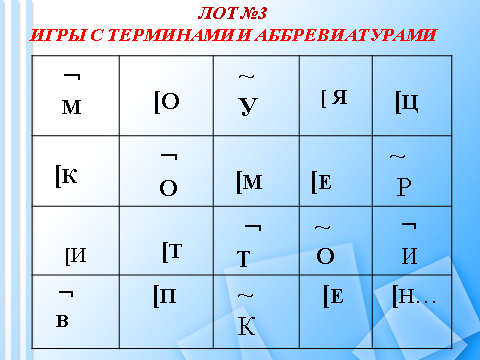 ЛОТ №3
ИГРЫ С ТЕРМИНАМИ И АББРЕВИАТУРАМИ
¬ М [О ~ У [ Я [Ц
[К ¬ О [М [Е ~ Р
[И [Т ¬ Т ~ О ¬ И
¬ В [П ~ К [Е [Н…